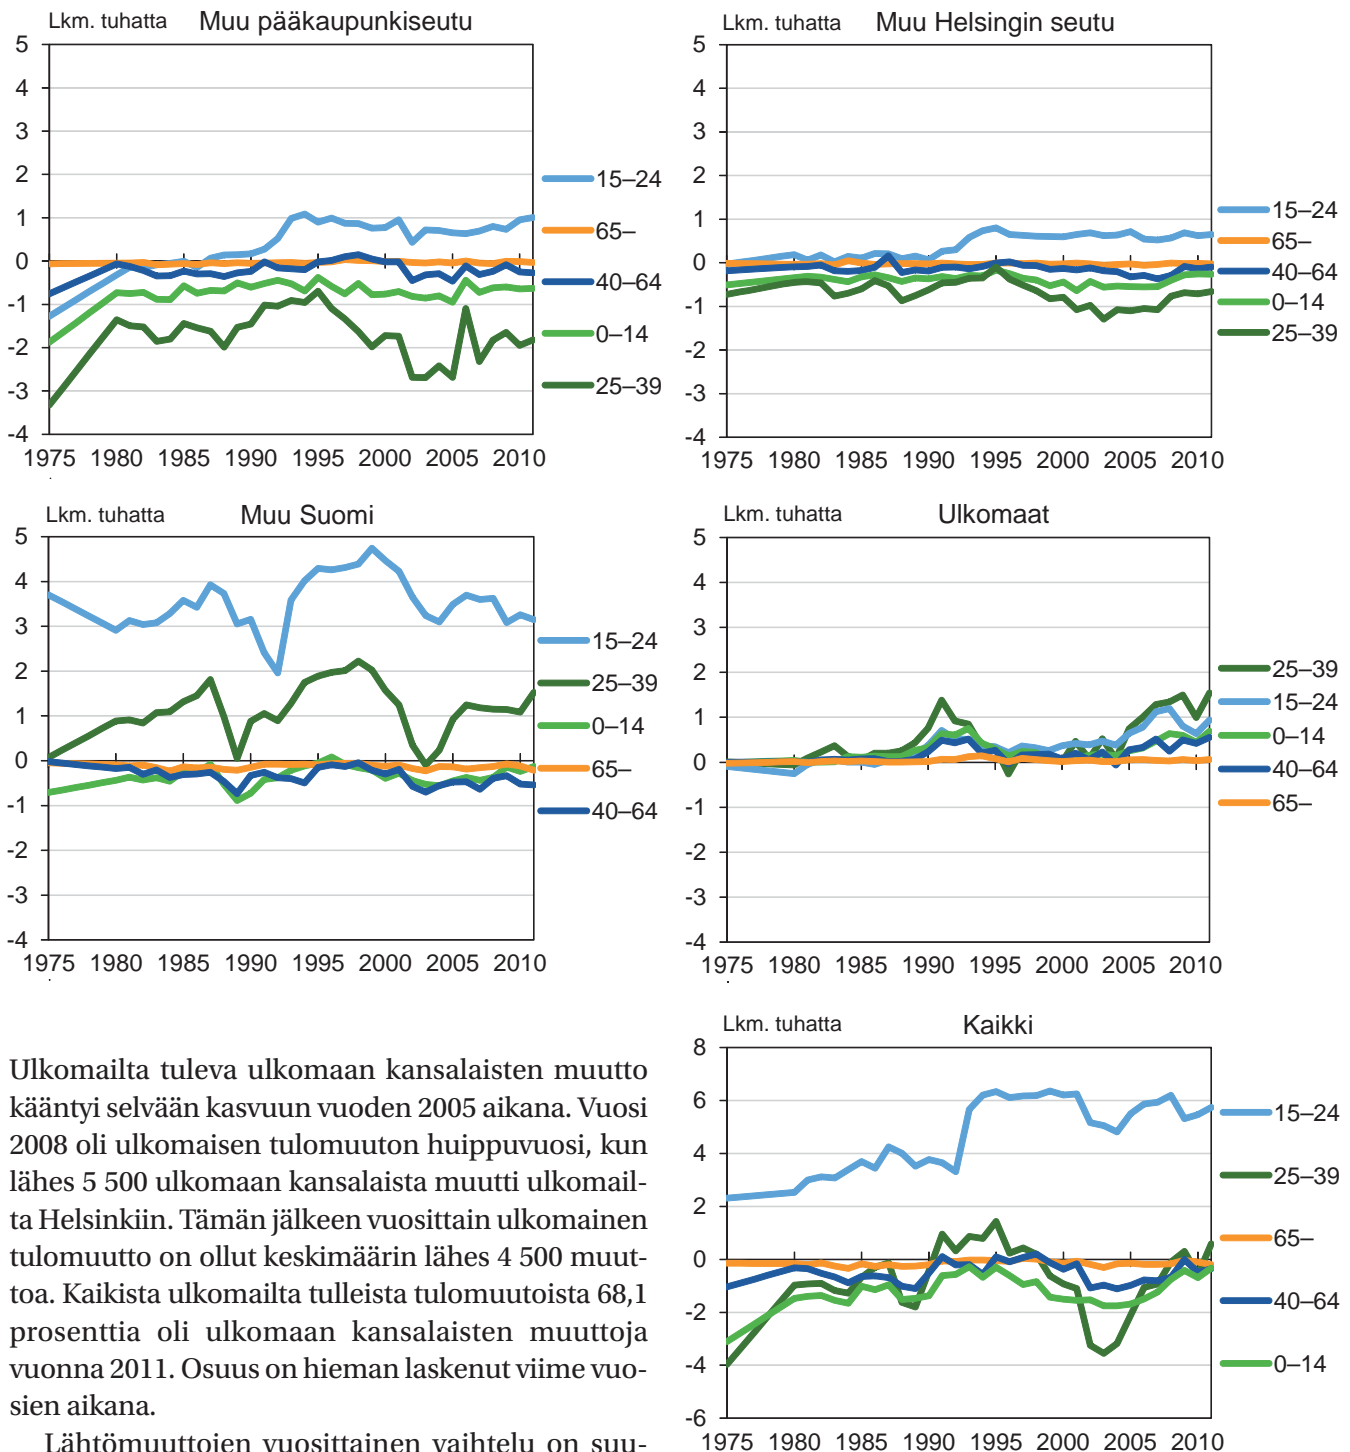 Lkm. tuhatta
Muu pääkaupunkiseutu
5
4
3
2
1
0
-1
-2
-3
-4
1975 1980 1985 1990 1995 2000 2005 2010
15–24
65–
40–64
0–14
25–39
Lkm. tuhatta
Muu Helsingin seutu
5
4
3
2
1
0
-1
-2
-3
-4
1975 1980 1985 1990 1995 2000 2005 2010
15–24
65–
40–64
0–14
25–39
Lkm. tuhatta
Muu Suomi
5
4
3
2
1
0
-1
-2
-3
-4
1975 1980 1985 1990 1995 2000 2005 2010
15–24
25–39
0–14
65–
40–64
Lkm. tuhatta
Ulkomaat
5
4
3
2
1
0
-1
-2
-3
-4
1975 1980 1985 1990 1995 2000 2005 2010
25–39
15–24
0–14
40–64
65–
Lkm. tuhatta
Kaikki
8
6
4
2
0
-2
-4
-6
1975 1980 1985 1990 1995 2000 2005 2010
15–24
25–39
65–
40–64
0–14
Ulkomailta tuleva ulkomaan kansalaisten muutto
kääntyi selvään kasvuun vuoden 2005 aikana. Vuosi
2008 oli ulkomaisen tulomuuton huippuvuosi, kun
lähes 5 500 ulkomaan kansalaista muutti ulkomail-
ta Helsinkiin. Tämän jälkeen vuosittain ulkomainen
tulomuutto on ollut keskimäärin lähes 4 500 muut-
toa. Kaikista ulkomailta tulleista tulomuutoista 68,1
prosenttia oli ulkomaan kansalaisten muuttoja
vuonna 2011. Osuus on hieman laskenut viime vuo-
sien aikana.
Lähtömuuttojen vuosittainen vaihtelu on suu-